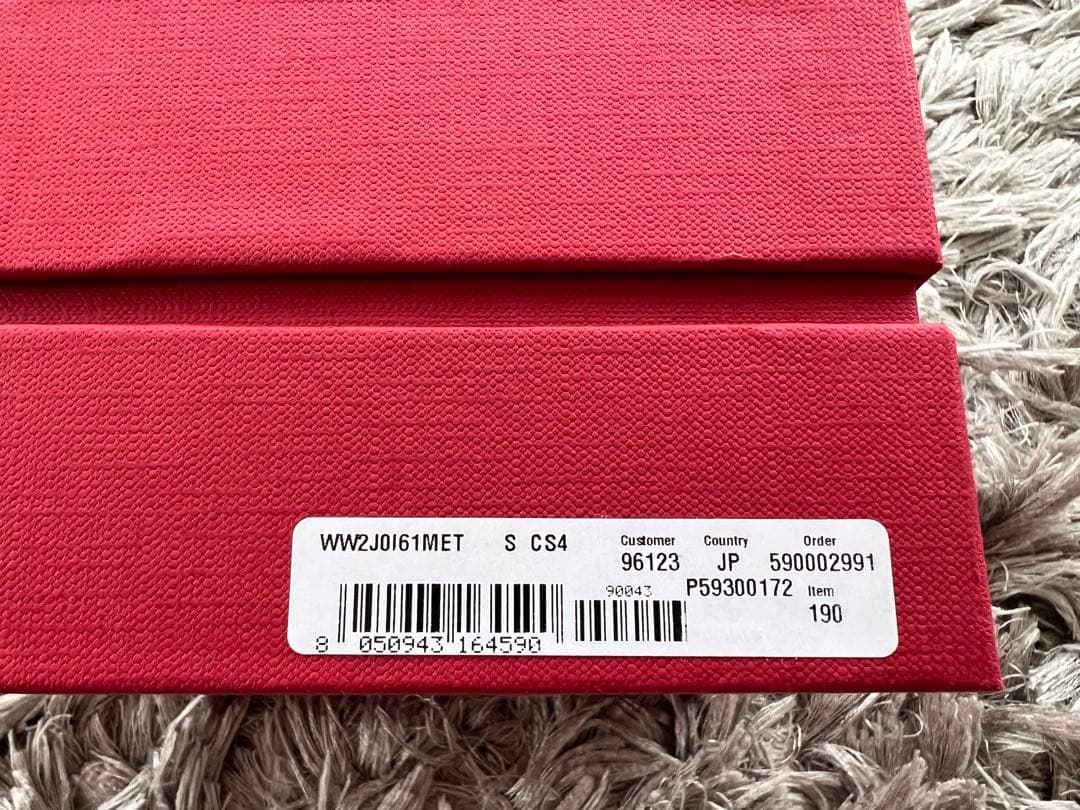 WW2J0I61MET S CS4 Customer Country Order
96123 JP 590002991
90043 P59300172 Item
190
8 050943 164590